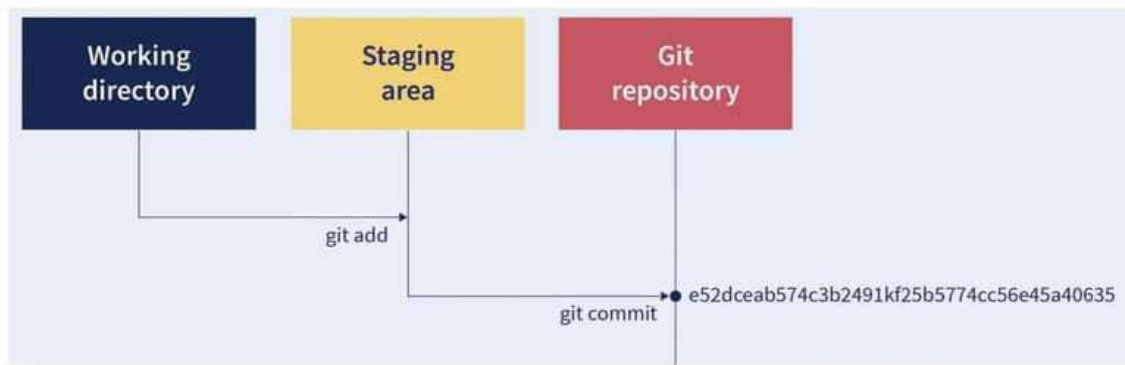 Working
directory
Staging
area
Git
repository
git add
git commit
e52dceab574c3b2491kf25b5774cc56e45a40635